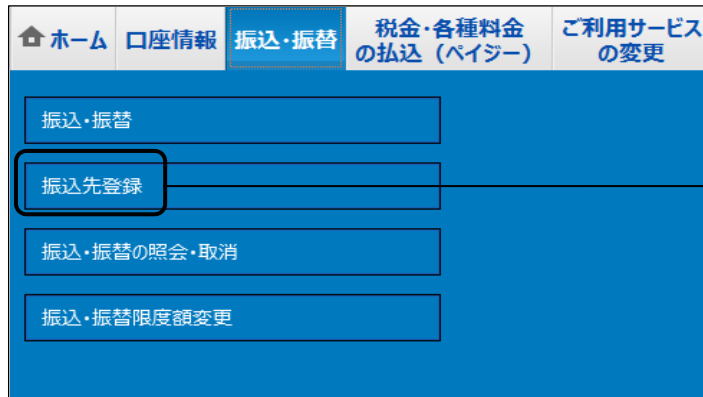 ホーム
口座情報
振込・振替
税金・各種料金
の払込（ペイジー）
ご利用サービス
の変更
振込・振替
振込先登録
振込・振替の照会・取消
振込・振替限度額変更